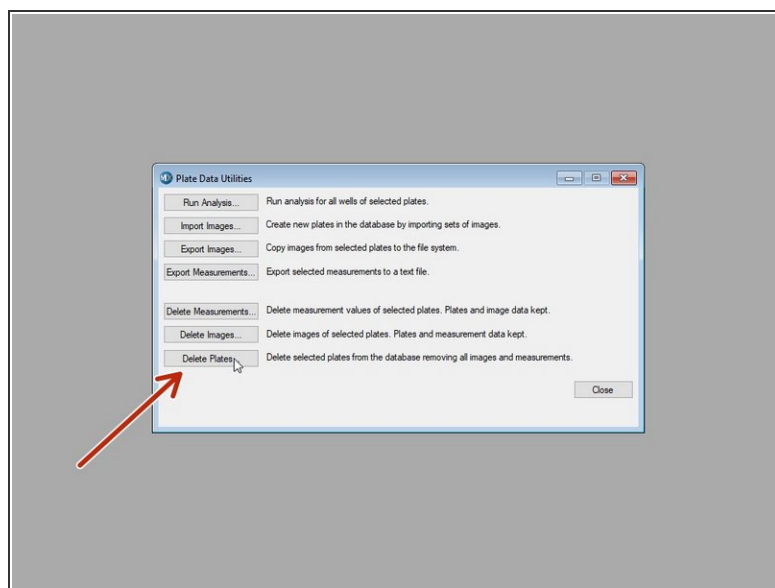 Plate Data Utilities
Run Analysis... Run analysis for all wells of selected plates.
Import Images... Create new plates in the database by importing sets of images.
Export Images... Copy images from selected plates to the file system.
Export Measurements... Export selected measurements to a text file.
Delete Measurements... Delete measurement values of selected plates. Plates and image data kept.
Delete Images... Delete images of selected plates. Plates and measurement data kept.
Delete Plates... Delete selected plates from the database removing all images and measurements.
Close